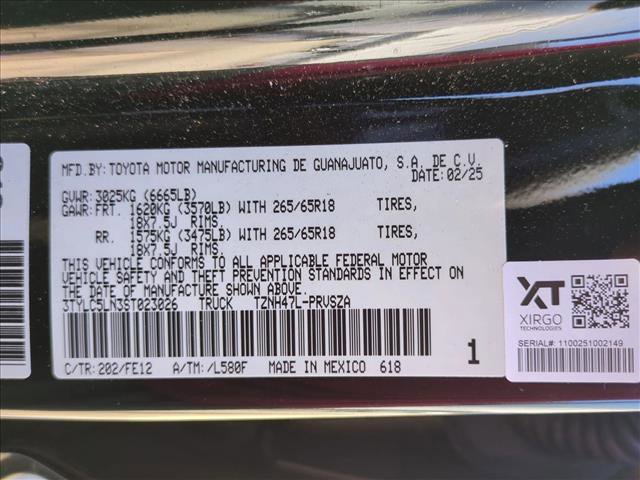 MFD.BY: TOYOTA MOTOR MANUFACTURING DE GUANAJUATO, S.A. DE C.V.
DATE: 02/25
GVWR: 3025KG (6665LB)
GAWR: FRT. 1620KG (3570LB) WITH 265/65R18 TIRES,
18X7.5J RIMS.
RR. 1575KG (3475LB) WITH 265/65R18 TIRES,
18X7.5J RIMS.
THIS VEHICLE CONFORMS TO ALL APPLICABLE FEDERAL MOTOR
VEHICLE SAFETY AND THEFT PREVENTION STANDARDS IN EFFECT ON
THE DATE OF MANUFACTURE SHOWN ABOVE.
3TYLC5LN3ST023026 TRUCK TZNH47L-PRVSZA
C/TR: 202/FE12 A/TM: /L580F MADE IN MEXICO 618
1
XT
XIRGO
TECHNOLOGIES
SERIAL#: 1100251002149